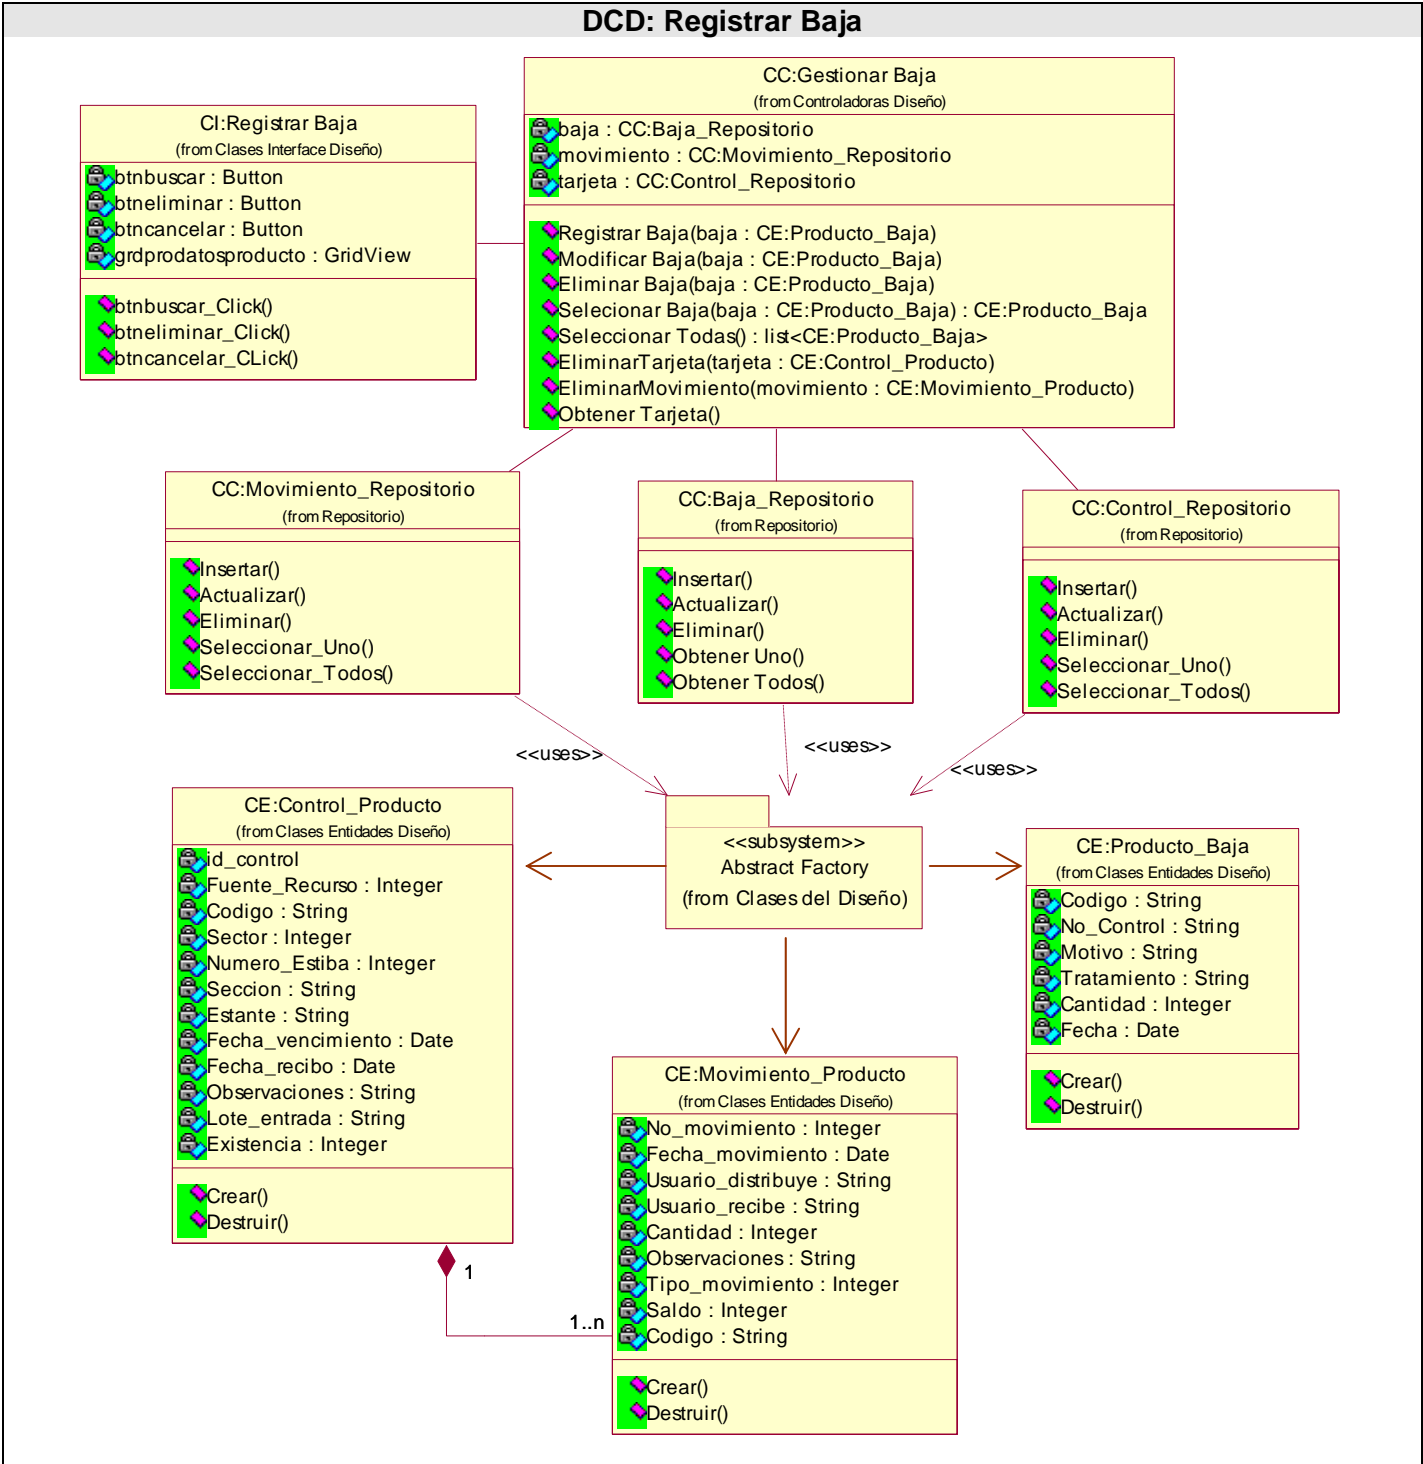 DCD: Registrar Baja
CI:Registrar Baja
(from Clases Interface Diseño)
btnbuscar : Button
btneliminar : Button
btncancelar : Button
grdprodatosproducto : GridView
btnbuscar_Click()
btneliminar_Click()
btncancelar_CLick()
CC:Gestionar Baja
(from Controladoras Diseño)
baja : CC:Baja_Repositorio
movimiento : CC:Movimiento_Repositorio
tarjeta : CC:Control_Repositorio
Registrar Baja(baja : CE:Producto_Baja)
Modificar Baja(baja : CE:Producto_Baja)
Eliminar Baja(baja : CE:Producto_Baja)
Selecionar Baja(baja : CE:Producto_Baja) : CE:Producto_Baja
Seleccionar Todas() : list<CE:Producto_Baja>
EliminarTarjeta(tarjeta : CE:Control_Producto)
EliminarMovimiento(movimiento : CE:Movimiento_Producto)
Obtener Tarjeta()
CC:Movimiento_Repositorio
(from Repositorio)
Insertar()
Actualizar()
Eliminar()
Seleccionar_Uno()
Seleccionar_Todos()
CC:Baja_Repositorio
(from Repositorio)
Insertar()
Actualizar()
Eliminar()
Obtener Uno()
Obtener Todos()
CC:Control_Repositorio
(from Repositorio)
Insertar()
Actualizar()
Eliminar()
Seleccionar_Uno()
Seleccionar_Todos()
<<uses>>
<<uses>>
<<uses>>
CE:Control_Producto
(from Clases Entidades Diseño)
id_control
Fuente_Recurso : Integer
Codigo : String
Sector : Integer
Numero_Estiba : Integer
Seccion : String
Estante : String
Fecha_vencimiento : Date
Fecha_recibo : Date
Observaciones : String
Lote_entrada : String
Existencia : Integer
Crear()
Destruir()
<<subsystem>>
Abstract Factory
(from Clases del Diseño)
CE:Producto_Baja
(from Clases Entidades Diseño)
Codigo : String
No_Control : String
Motivo : String
Tratamiento : String
Cantidad : Integer
Fecha : Date
Crear()
Destruir()
CE:Movimiento_Producto
(from Clases Entidades Diseño)
No_movimiento : Integer
Fecha_movimiento : Date
Usuario_distribuye : String
Usuario_recibe : String
Cantidad : Integer
Observaciones : String
Tipo_movimiento : Integer
Saldo : Integer
Codigo : String
Crear()
Destruir()
1
1..n